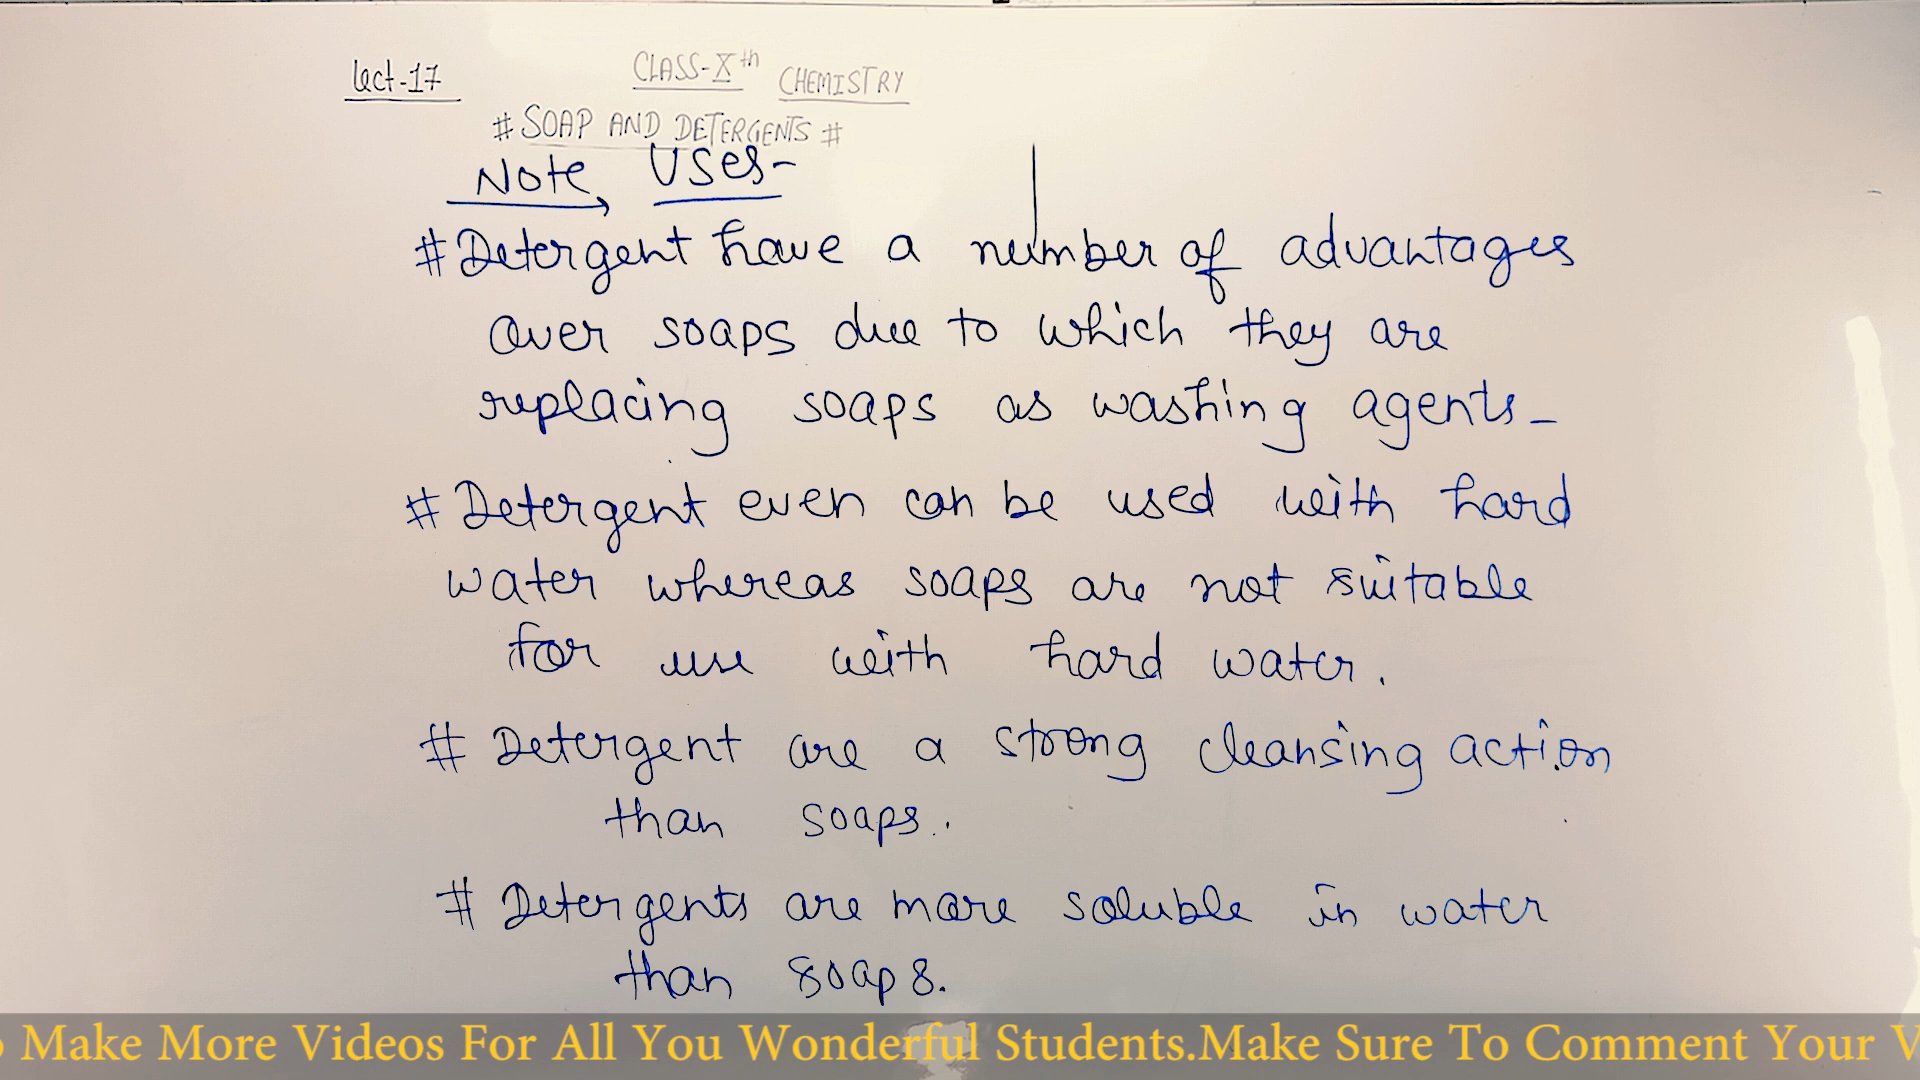 Lect-17
CLASS-Xth CHEMISTRY
# SOAP AND DETERGENTS #
Note, Uses-
# Detergent have a number of advantages
over soaps due to which they are
replacing soaps as washing agents-
# Detergent even can be used with hard
water whereas soaps are not suitable
for use with hard water.
# Detergent are a strong cleansing action
than soaps.
# Detergents are more soluble in water
than soaps.
Make More Videos For All You Wonderful Students.Make Sure To Comment Your